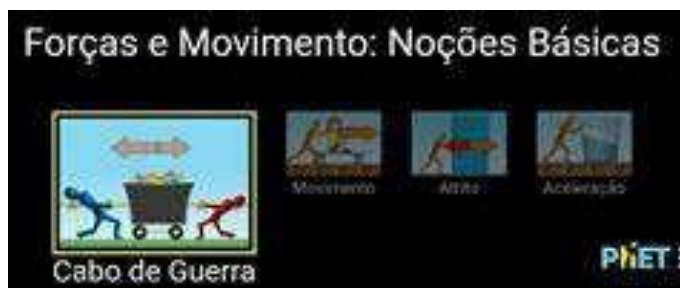 Forças e Movimento: Noções Básicas
Movimento
Atrito
Aceleração
Cabo de Guerra
PhET